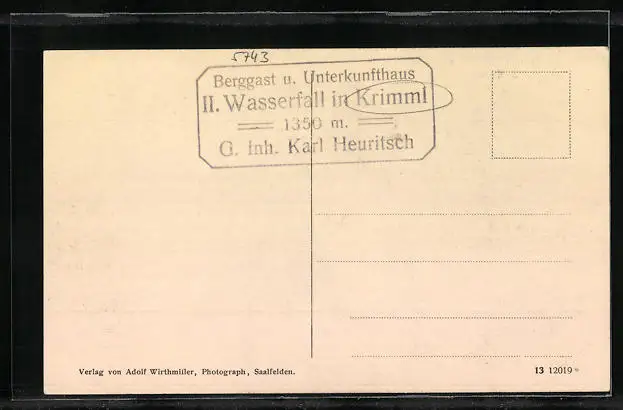 5743
Berggast u. Unterkunfthaus
II. Wasserfall in Krimml
1350 m.
G. Inh. Karl Heuritsch
Verlag von Adolf Wirthmiller, Photograph, Saalfelden.
13 12019